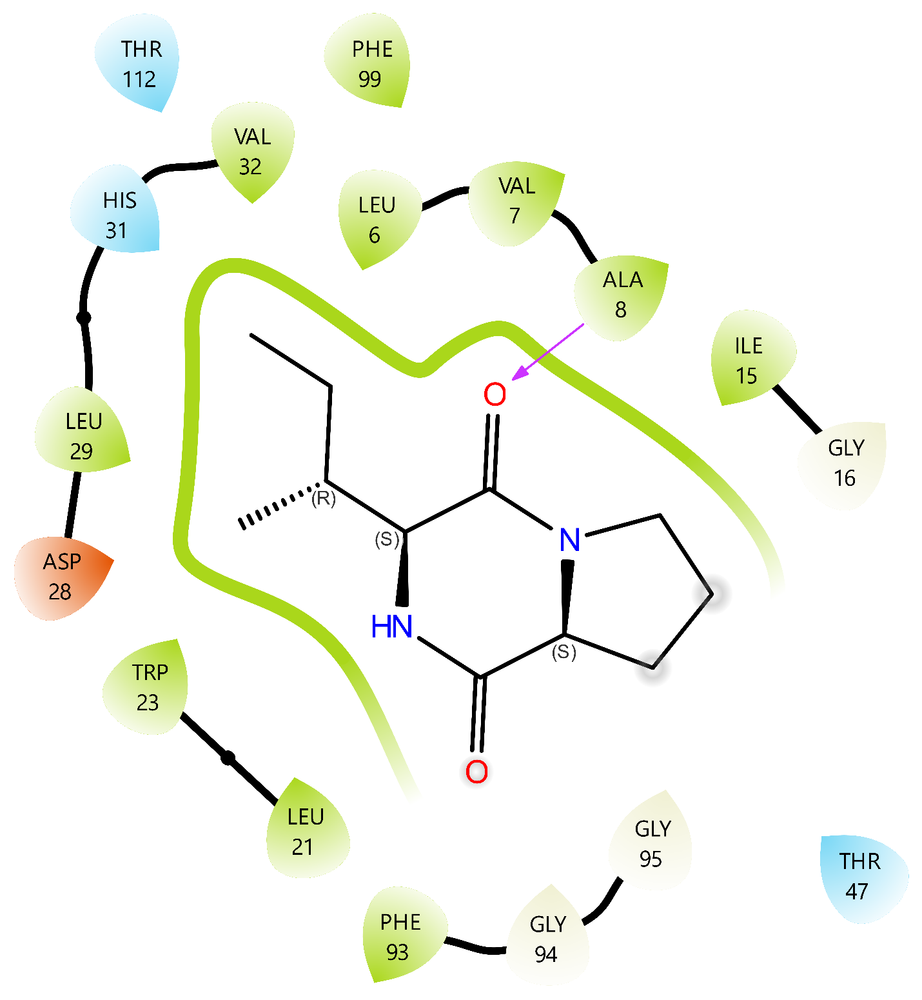 THR
112
PHE
99
VAL
32
HIS
31
LEU
6
VAL
7
ALA
8
ILE
15
GLY
16
O
LEU
29
(R)
(S)
N
ASP
28
HN
(S)
TRP
23
O
LEU
21
GLY
95
THR
47
PHE
93
GLY
94